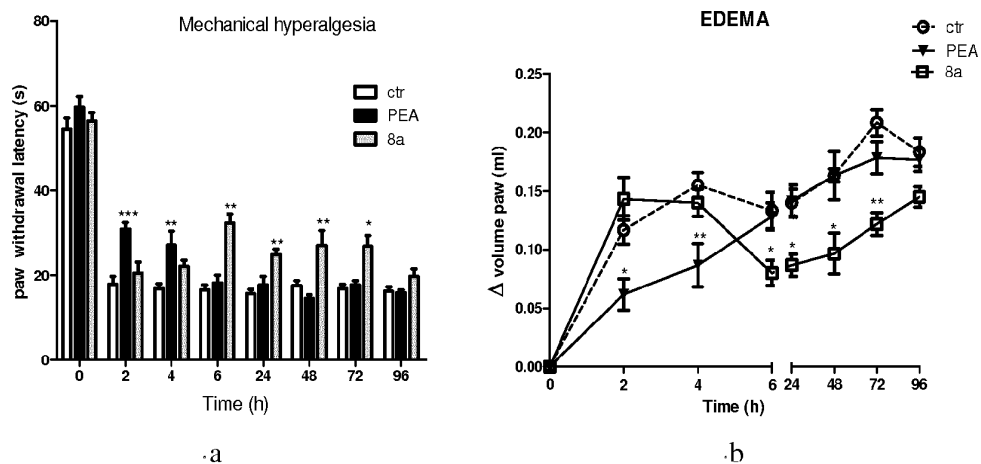 Mechanical hyperalgesia
ctr
PEA
8a
paw withdrawal latency (s)
80
60
40
20
0
*** ** ** ** ** *
0 2 4 6 24 48 72 96
Time (h)
.a
EDEMA
ctr
PEA
8a
Δ volume paw (ml)
0.25
0.20
0.15
0.10
0.05
0.00
* ** * * * **
0 2 4 6 24 48 72 96
Time (h)
.b